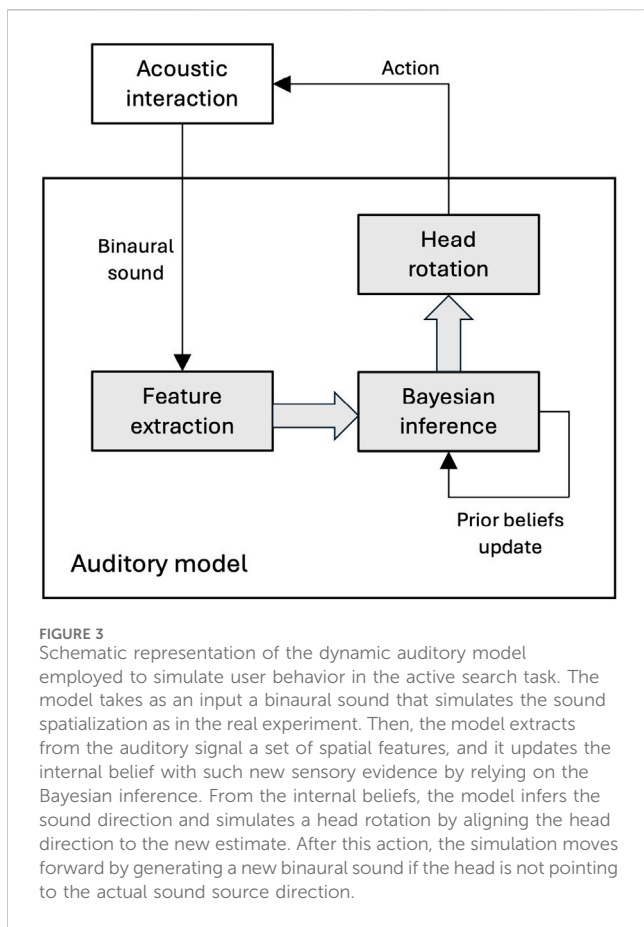 Acoustic
interaction
Action
Binaural
sound
Head
rotation
Feature
extraction
Bayesian
inference
Prior beliefs
update
Auditory model
FIGURE 3
Schematic representation of the dynamic auditory model
employed to simulate user behavior in the active search task. The
model takes as an input a binaural sound that simulates the sound
spatialization as in the real experiment. Then, the model extracts
from the auditory signal a set of spatial features, and it updates the
internal belief with such new sensory evidence by relying on the
Bayesian inference. From the internal beliefs, the model infers the
sound direction and simulates a head rotation by aligning the head
direction to the new estimate. After this action, the simulation moves
forward by generating a new binaural sound if the head is not pointing
to the actual sound source direction.